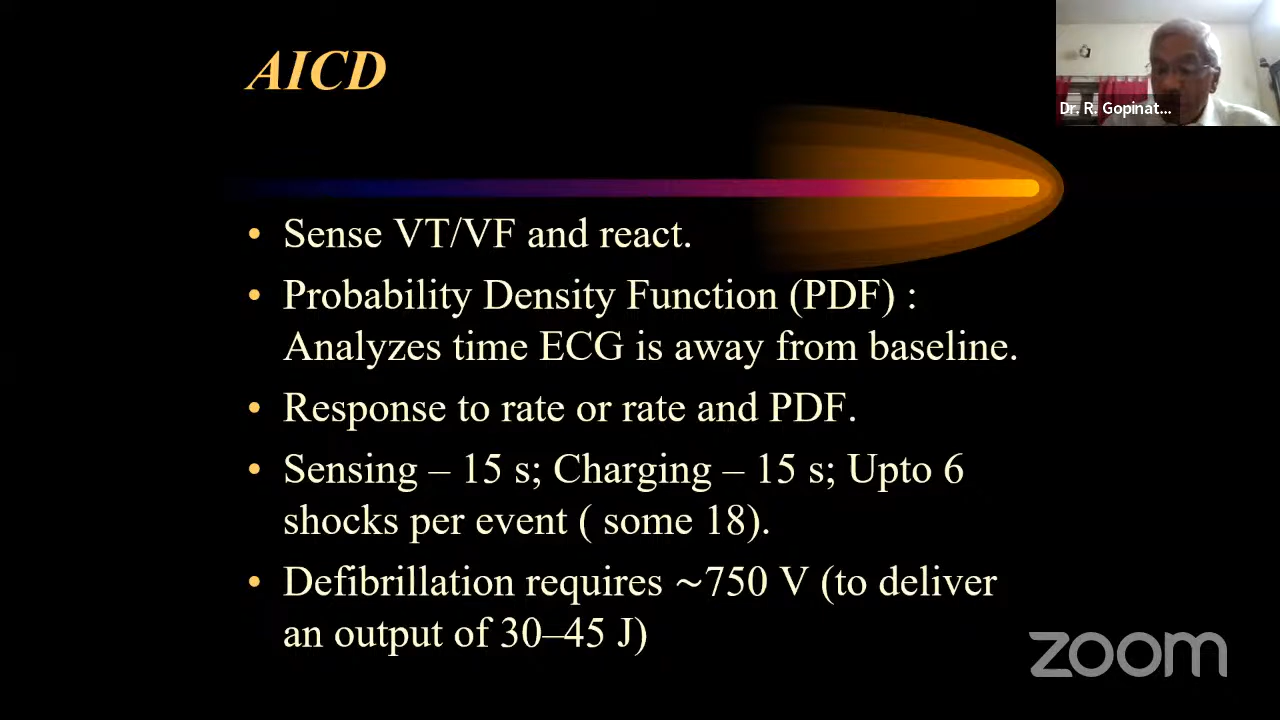 AICD
Dr. R. Gopinat...
• Sense VT/VF and react.
• Probability Density Function (PDF) :
Analyzes time ECG is away from baseline.
• Response to rate or rate and PDF.
• Sensing – 15 s; Charging – 15 s; Upto 6
shocks per event ( some 18).
• Defibrillation requires ~750 V (to deliver
an output of 30–45 J)
zoom